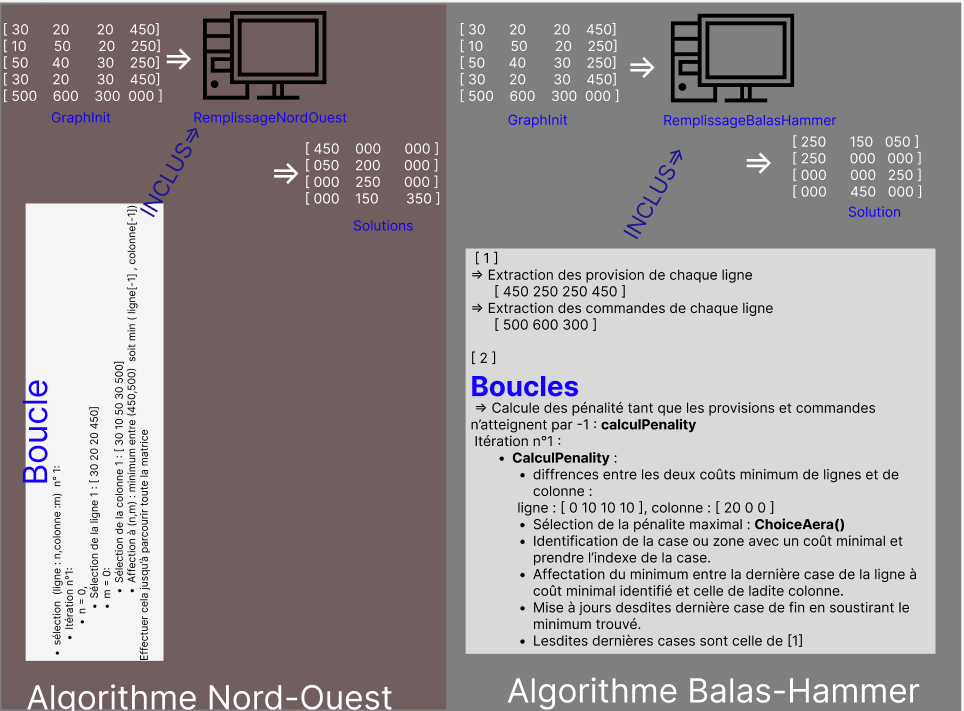 [ 30 20 20 450]
[ 10 50 20 250]
[ 50 40 30 250]
[ 30 20 30 450]
[ 500 600 300 000 ]
GraphInit
⇒
RemplissageNordOuest
INCLUS⇒
⇒
[ 450 000 000 ]
[ 050 200 000 ]
[ 000 250 000 ]
[ 000 150 350 ]
Solutions
Boucle
• sélection (ligne : n,colonne :m) n° 1:
• Itération n°1:
• n = 0,
• Sélection de la ligne 1 : [ 30 20 20 450]
• m = 0:
• Sélection de la colonne 1 : [ 30 10 50 30 500]
• Affection à (n,m) : minimum entre (450,500) soit min ( ligne[-1] , colonne[-1])
Effectuer cela jusqu'à parcourir toute la matrice
Algorithme Nord-Ouest
[ 30 20 20 450]
[ 10 50 20 250]
[ 50 40 30 250]
[ 30 20 30 450]
[ 500 600 300 000 ]
GraphInit
⇒
RemplissageBalasHammer
INCLUS⇒
⇒
[ 250 150 050 ]
[ 250 000 000 ]
[ 000 000 250 ]
[ 000 450 000 ]
Solution
[ 1 ]
⇒ Extraction des provision de chaque ligne
[ 450 250 250 450 ]
⇒ Extraction des commandes de chaque ligne
[ 500 600 300 ]
[ 2 ]
Boucles
⇒ Calcule des pénalité tant que les provisions et commandes
n'atteignent par -1 : calculPenality
Itération n°1 :
• CalculPenality :
• diffrences entre les deux coûts minimum de lignes et de
colonne :
ligne : [ 0 10 10 10 ], colonne : [ 20 0 0 ]
• Sélection de la pénalite maximal : ChoiceAera()
• Identification de la case ou zone avec un coût minimal et
prendre l'indexe de la case.
• Affectation du minimum entre la dernière case de la ligne à
coût minimal identifié et celle de ladite colonne.
• Mise à jours desdites dernière case de fin en soustirant le
minimum trouvé.
• Lesdites dernières cases sont celle de [1]
Algorithme Balas-Hammer